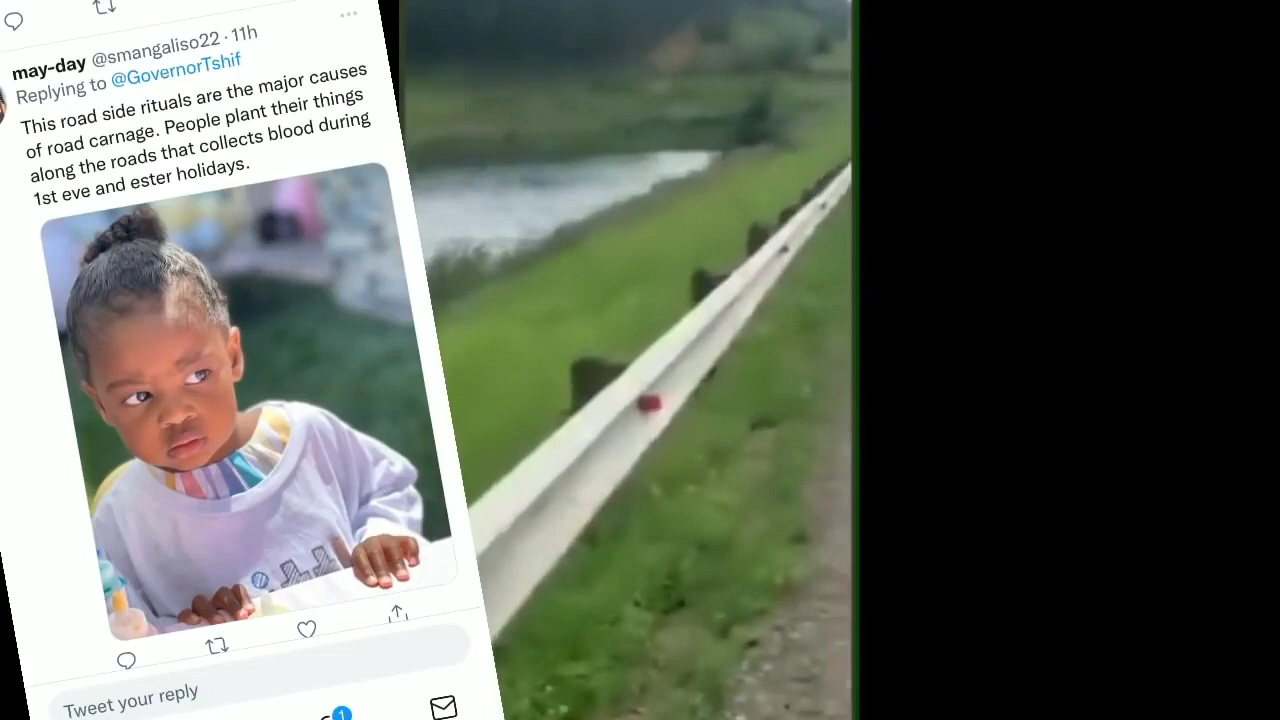 may-day @smangaliso22 · 11h
Replying to @GovernorTshif
This road side rituals are the major causes
of road carnage. People plant their things
along the roads that collects blood during
1st eve and ester holidays.
Tweet your reply
1